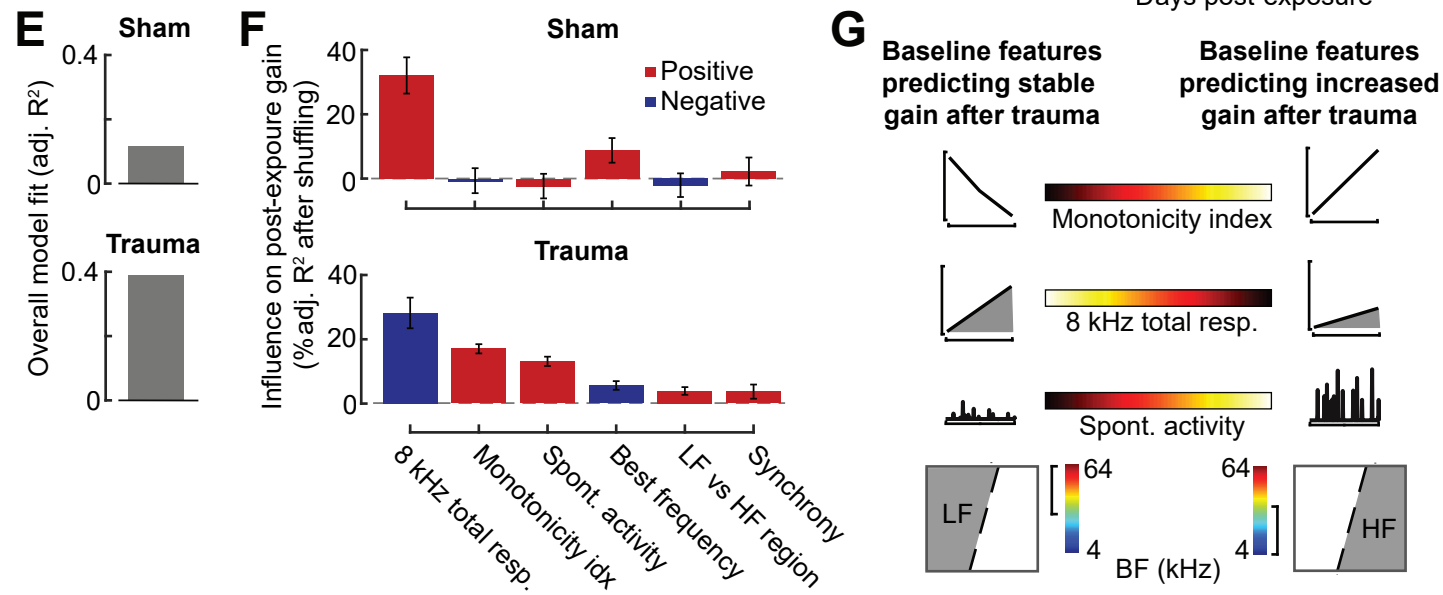 Days post-exposure
E
Sham
0.4
0
Trauma
0.4
0
Overall model fit (adj. R²)
F
Sham
Positive
Negative
40
20
0
Trauma
40
20
0
Influence on post-expoure gain
(%adj. R² after shuffling)
8 kHz total resp.
Monotonicity idx
Spont. activity
Best frequency
LF vs HF region
Synchrony
G
Baseline features
predicting stable
gain after trauma
Baseline features
predicting increased
gain after trauma
Monotonicity index
8 kHz total resp.
Spont. activity
LF
64
4
BF (kHz)
64
4
HF